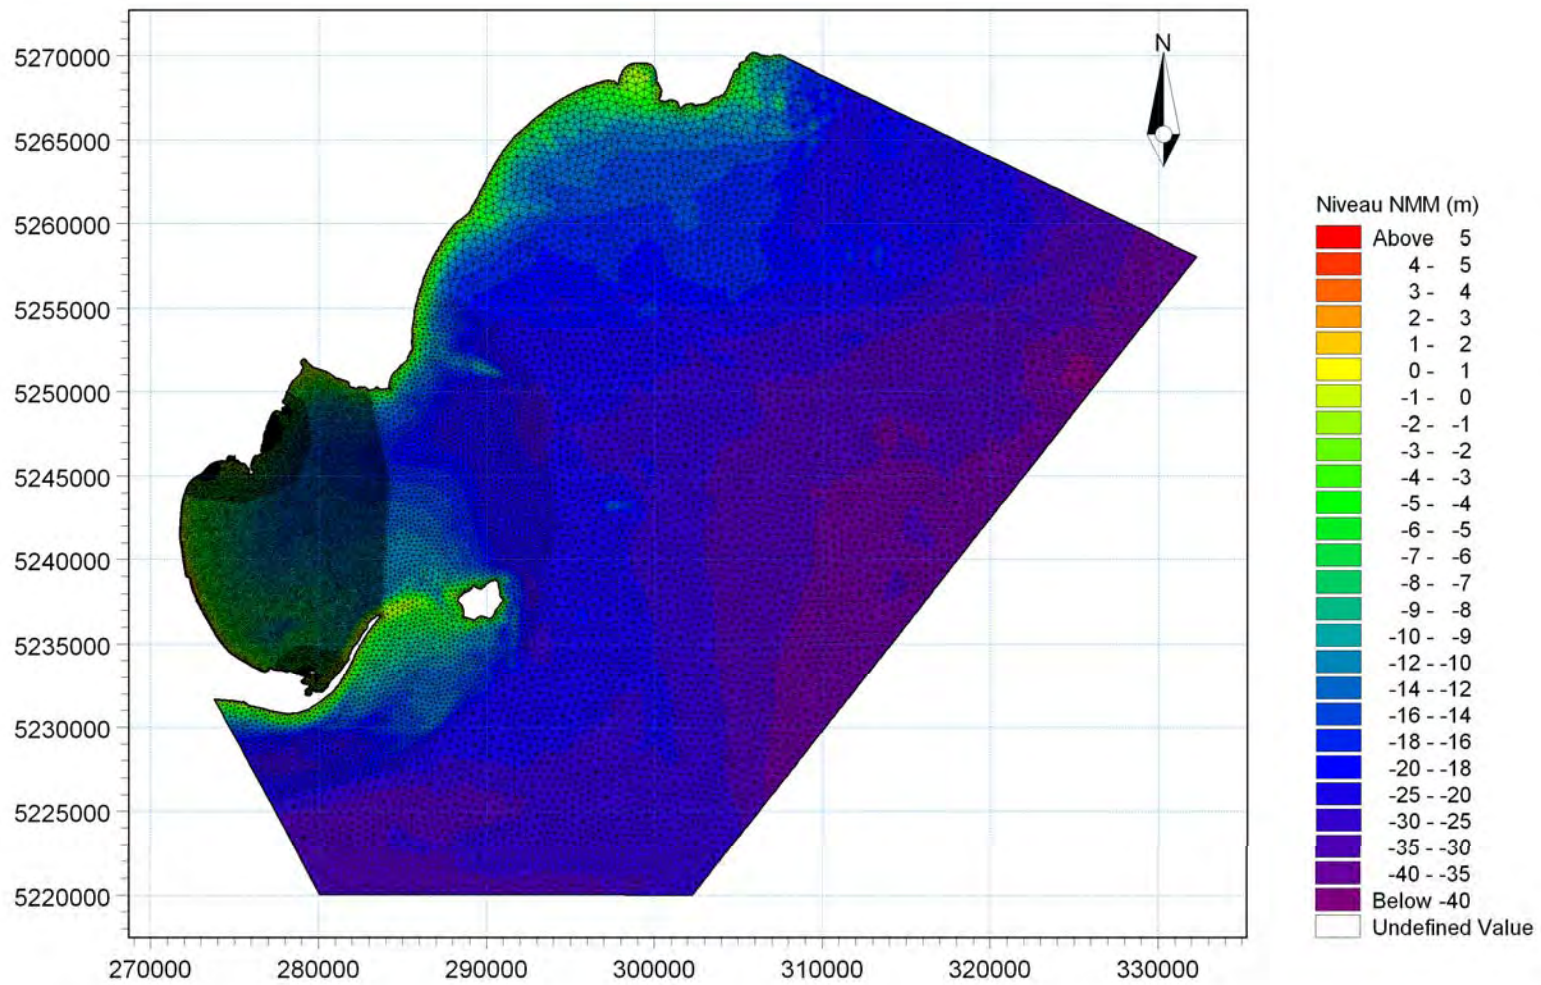 N
5270000
5265000
5260000
5255000
5250000
5245000
5240000
5235000
5230000
5225000
5220000
270000 280000 290000 300000 310000 320000 330000
Niveau NMM (m)
Above 5
4 - 5
3 - 4
2 - 3
1 - 2
0 - 1
-1 - 0
-2 - -1
-3 - -2
-4 - -3
-5 - -4
-6 - -5
-7 - -6
-8 - -7
-9 - -8
-10 - -9
-12 - -10
-14 - -12
-16 - -14
-18 - -16
-20 - -18
-25 - -20
-30 - -25
-35 - -30
-40 - -35
Below -40
Undefined Value